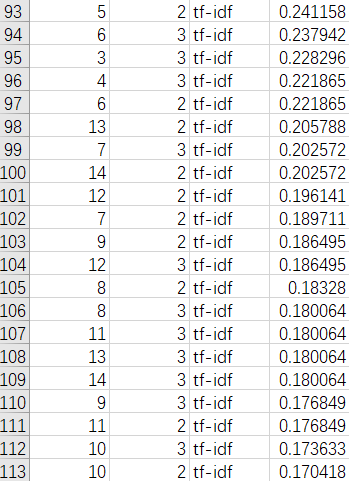 93 5 2 tf-idf 0.241158
94 6 3 tf-idf 0.237942
95 3 3 tf-idf 0.228296
96 4 3 tf-idf 0.221865
97 6 2 tf-idf 0.221865
98 13 2 tf-idf 0.205788
99 7 3 tf-idf 0.202572
100 14 2 tf-idf 0.202572
101 12 2 tf-idf 0.196141
102 7 2 tf-idf 0.189711
103 9 2 tf-idf 0.186495
104 12 3 tf-idf 0.186495
105 8 2 tf-idf 0.18328
106 8 3 tf-idf 0.180064
107 11 3 tf-idf 0.180064
108 13 3 tf-idf 0.180064
109 14 3 tf-idf 0.180064
110 9 3 tf-idf 0.176849
111 11 2 tf-idf 0.176849
112 10 3 tf-idf 0.173633
113 10 2 tf-idf 0.170418